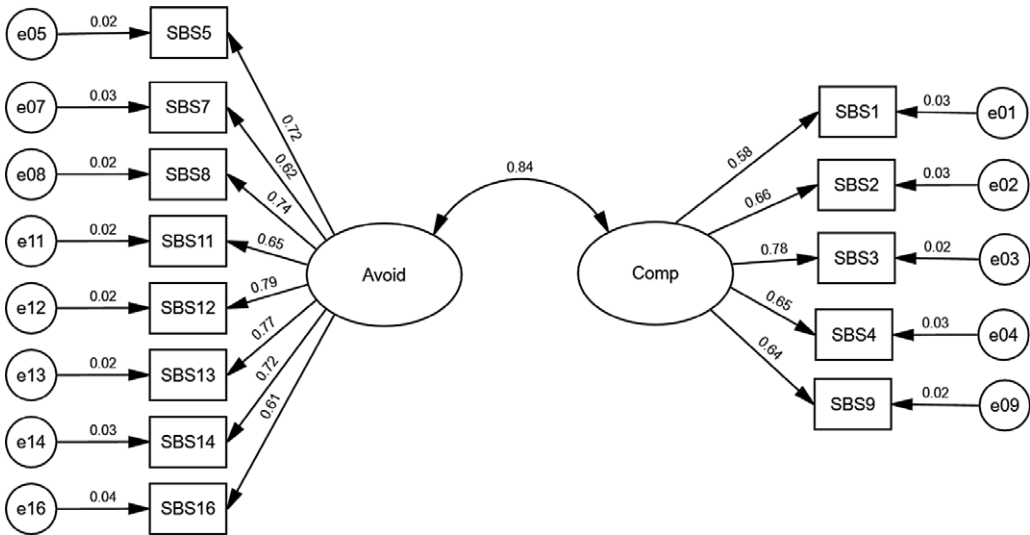 e05 0.02 SBS5
e07 0.03 SBS7
e08 0.02 SBS8
e11 0.02 SBS11
e12 0.02 SBS12
e13 0.02 SBS13
e14 0.03 SBS14
e16 0.04 SBS16
0.72
0.62
0.74
0.65
0.79
0.77
0.72
0.61
Avoid
0.84
Comp
0.58
0.66
0.78
0.65
0.64
SBS1 0.03 e01
SBS2 0.03 e02
SBS3 0.02 e03
SBS4 0.03 e04
SBS9 0.02 e09